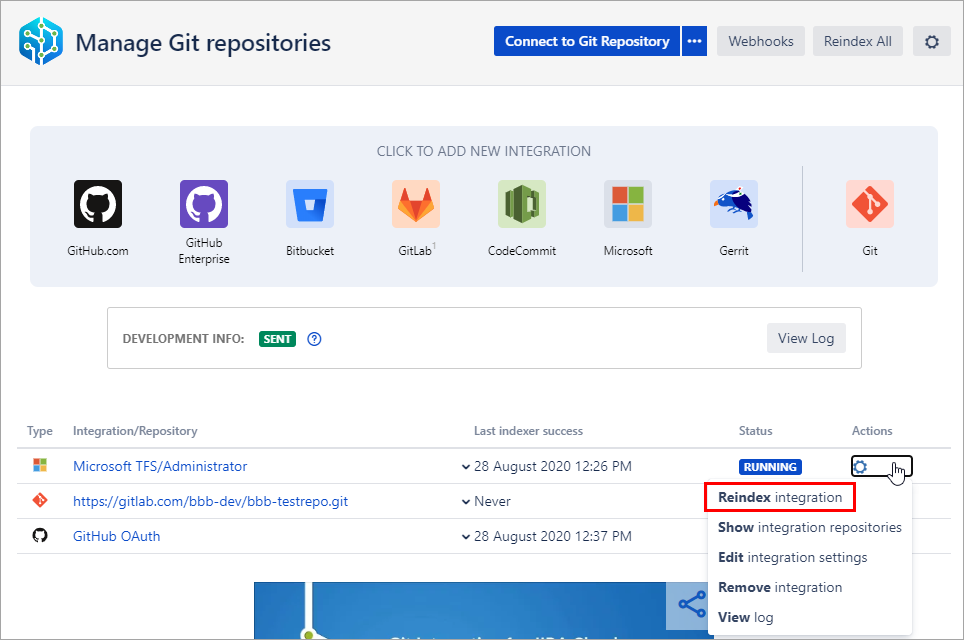 Manage Git repositories
Connect to Git Repository
Webhooks
Reindex All
CLICK TO ADD NEW INTEGRATION
GitHub.com
GitHub
Enterprise
Bitbucket
GitLab¹
CodeCommit
Microsoft
Gerrit
Git
DEVELOPMENT INFO: SENT
View Log
Type Integration/Repository Last indexer success Status Actions
Microsoft TFS/Administrator 28 August 2020 12:26 PM RUNNING
https://gitlab.com/bbb-dev/bbb-testrepo.git Never
GitHub OAuth 28 August 2020 12:37 PM
Reindex integration
Show integration repositories
Edit integration settings
Remove integration
View log